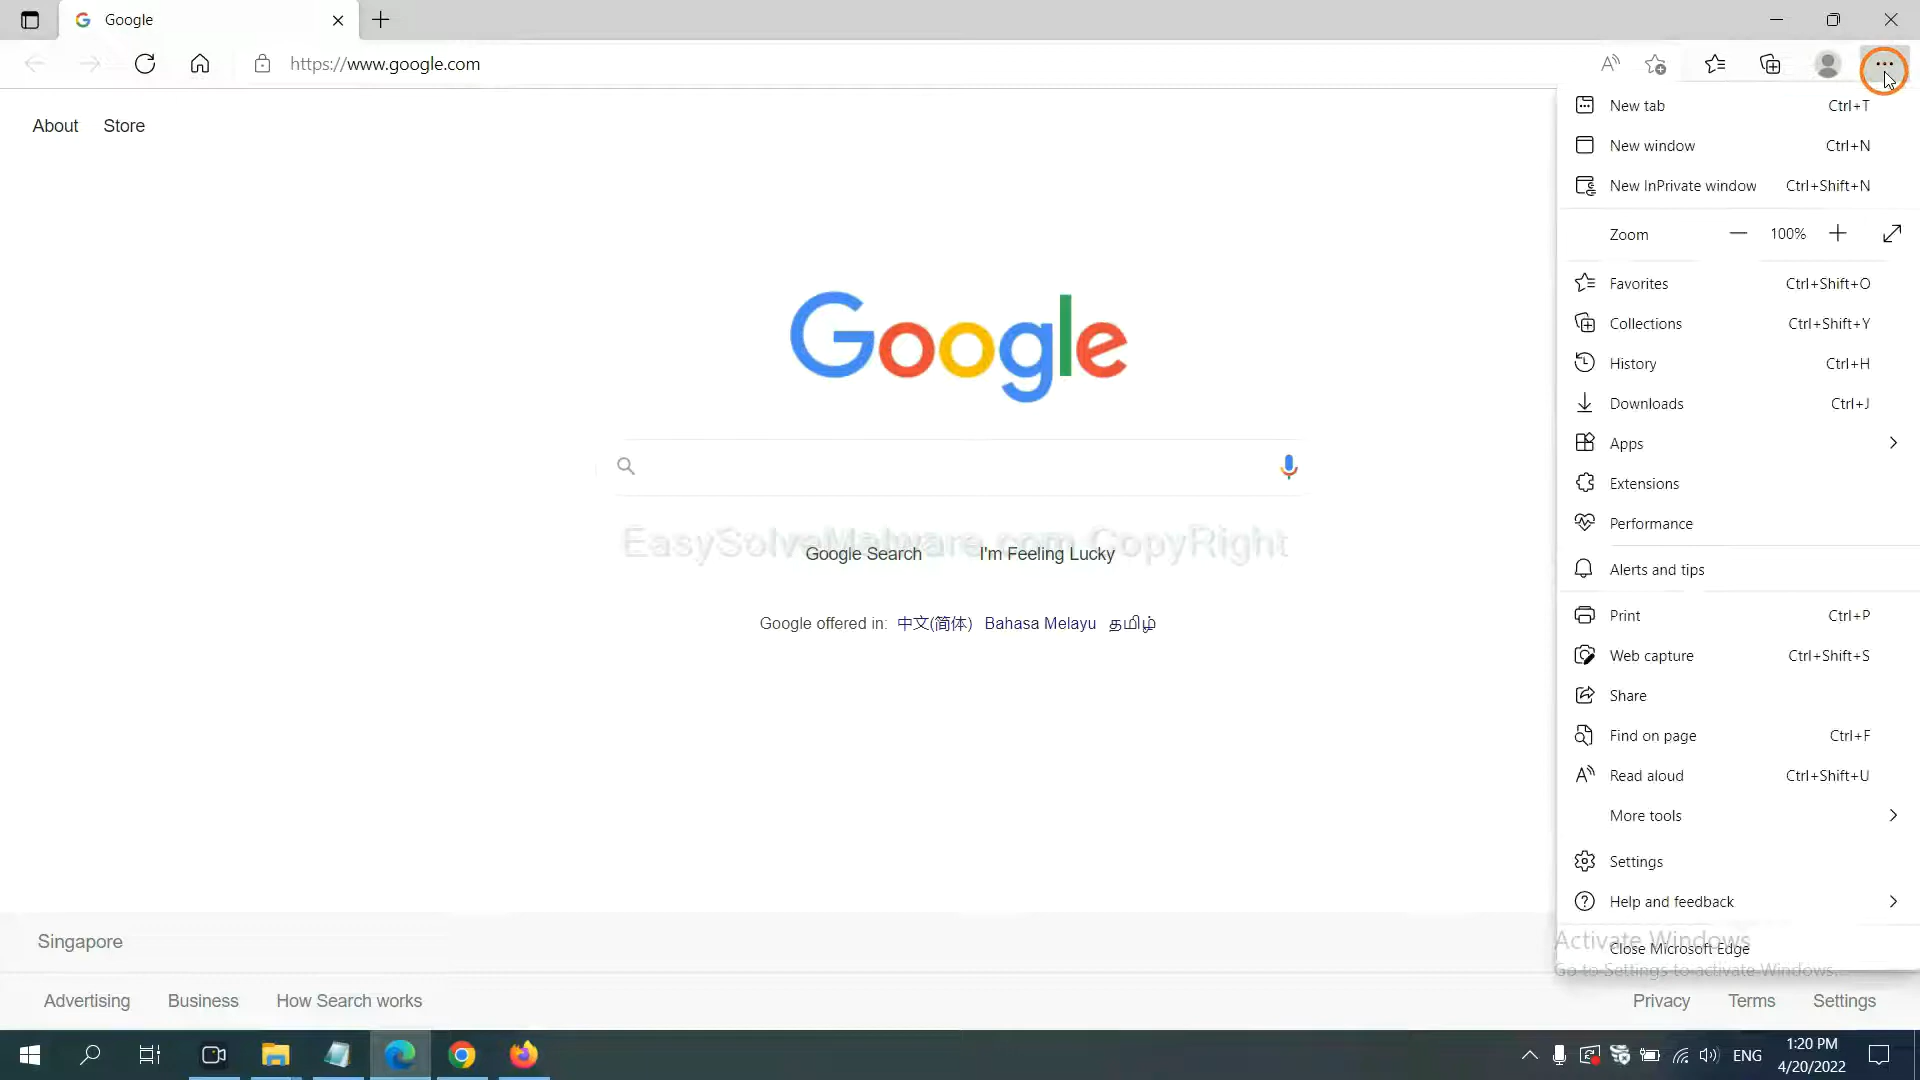 Google
https://www.google.com
About Store
New tab Ctrl+T
New window Ctrl+N
New InPrivate window Ctrl+Shift+N
Zoom 100%
Favorites Ctrl+Shift+O
Collections Ctrl+Shift+Y
History Ctrl+H
Downloads Ctrl+J
Apps
Extensions
Performance
Alerts and tips
Print Ctrl+P
Web capture Ctrl+Shift+S
Share
Find on page Ctrl+F
Read aloud Ctrl+Shift+U
More tools
Settings
Help and feedback
Close Microsoft Edge
Activate Windows
Go to Settings to activate Windows.
Google
EasySolveMalware.com CopyRight
Google Search I'm Feeling Lucky
Google offered in: 中文(简体) Bahasa Melayu தமிழ்
Singapore
Advertising Business How Search works Privacy Terms Settings
ENG 1:20 PM
4/20/2022